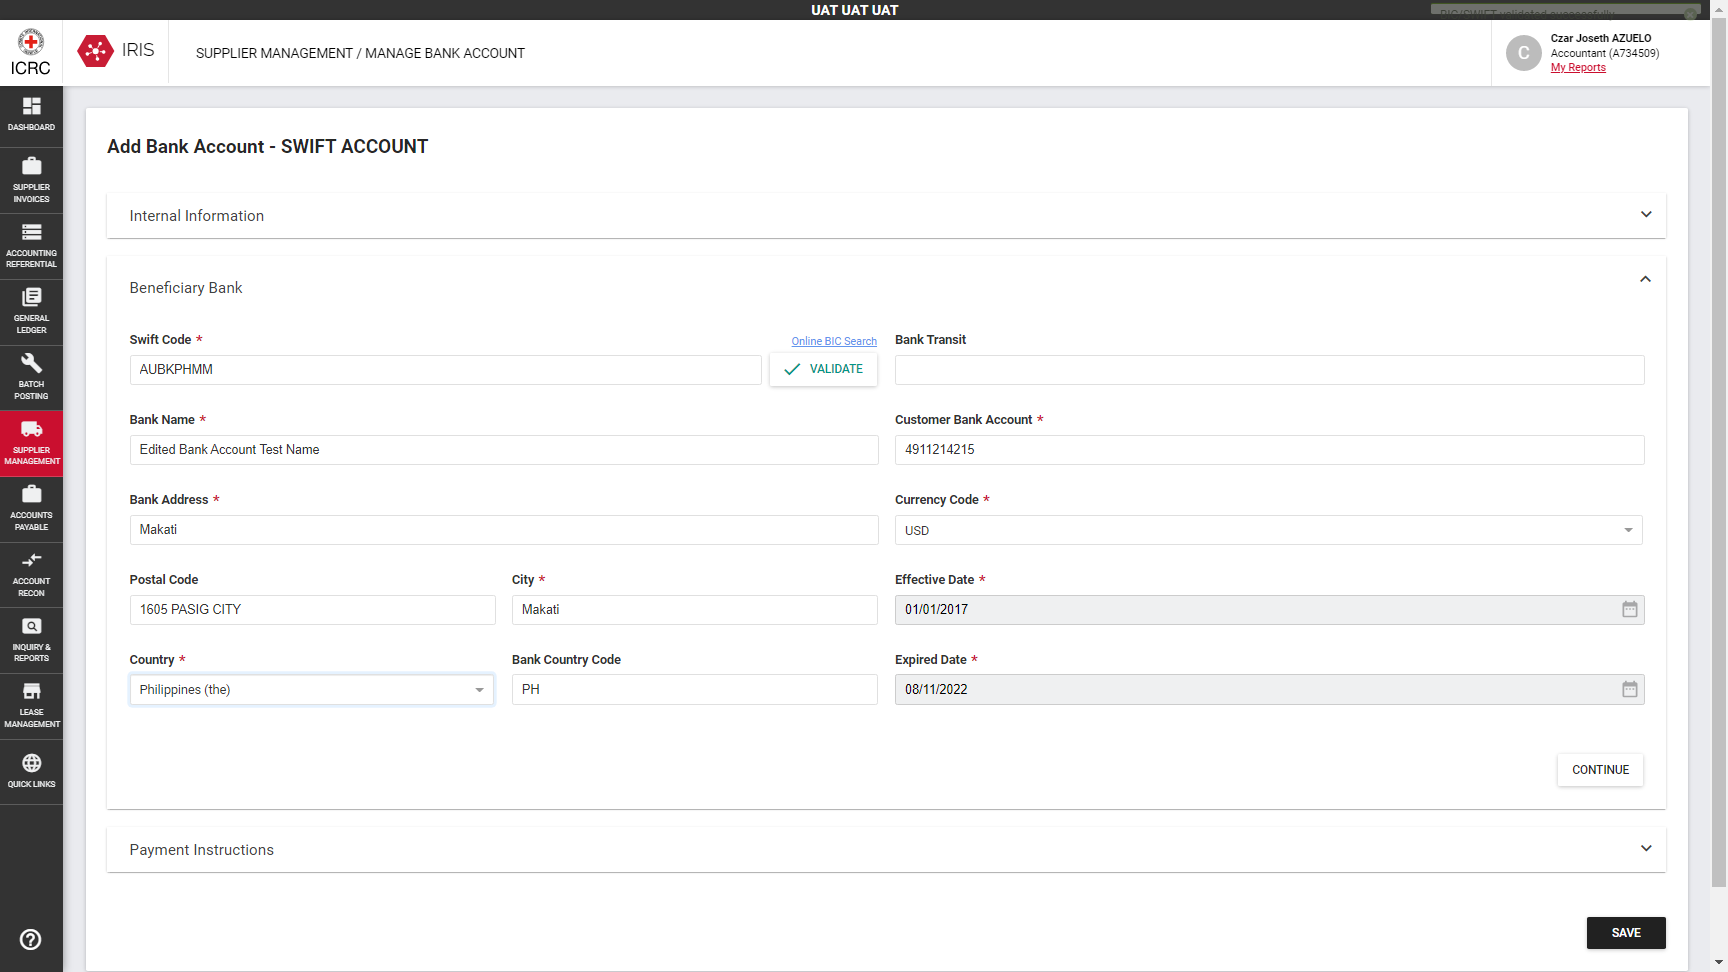 UAT UAT UAT
BIC/SWIFT validated successfully
ICRC
IRIS
SUPPLIER MANAGEMENT / MANAGE BANK ACCOUNT
C
Czar Joseth AZUELO
Accountant (A734509)
My Reports
DASHBOARD
SUPPLIER
INVOICES
ACCOUNTING
REFERENTIAL
GENERAL
LEDGER
BATCH
POSTING
SUPPLIER
MANAGEMENT
ACCOUNTS
PAYABLE
ACCOUNT
RECON
INQUIRY &
REPORTS
LEASE
MANAGEMENT
QUICK LINKS
Add Bank Account - SWIFT ACCOUNT
Internal Information
Beneficiary Bank
Swift Code *
Online BIC Search
Bank Transit
AUBKPHMM
VALIDATE
Bank Name *
Customer Bank Account *
Edited Bank Account Test Name
4911214215
Bank Address *
Currency Code *
Makati
USD
Postal Code
City *
Effective Date *
1605 PASIG CITY
Makati
01/01/2017
Country *
Bank Country Code
Expired Date *
Philippines (the)
PH
08/11/2022
CONTINUE
Payment Instructions
SAVE